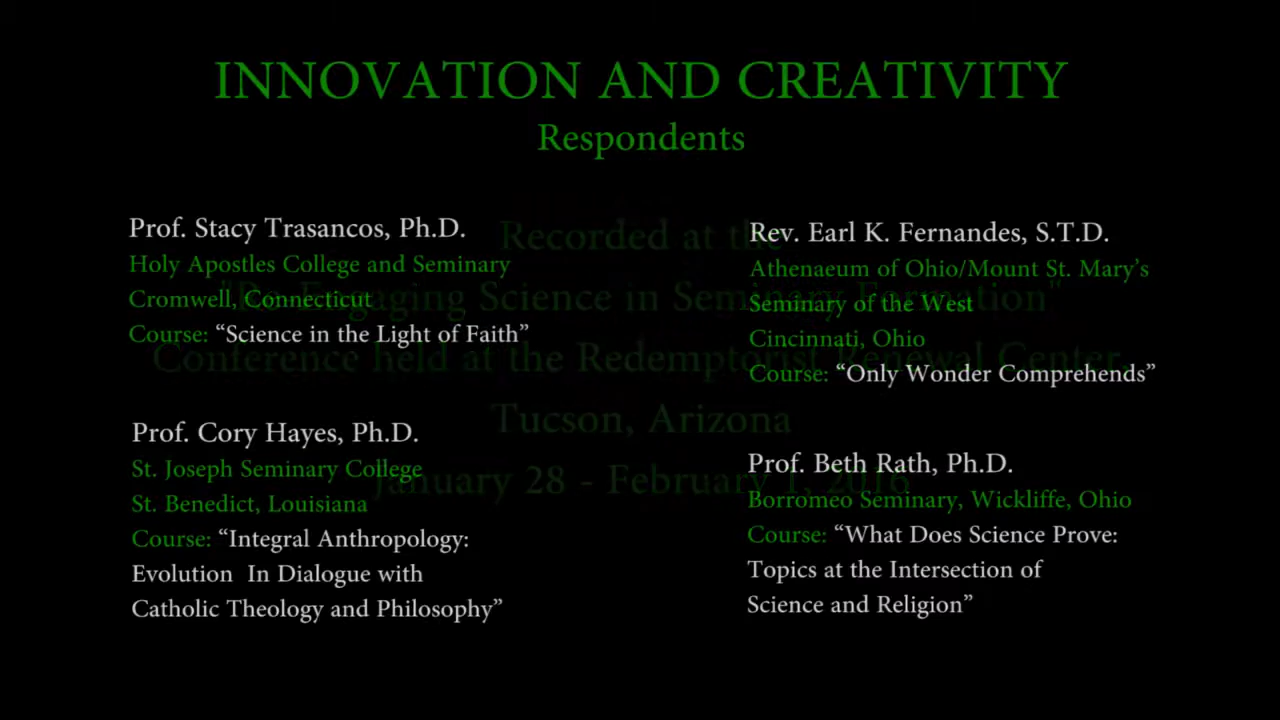 INNOVATION AND CREATIVITY
Respondents
Prof. Stacy Trasancos, Ph.D.
Holy Apostles College and Seminary
Cromwell, Connecticut
Course: “Science in the Light of Faith”
Prof. Cory Hayes, Ph.D.
St. Joseph Seminary College
St. Benedict, Louisiana
Course: “Integral Anthropology:
Evolution In Dialogue with
Catholic Theology and Philosophy”
Rev. Earl K. Fernandes, S.T.D.
Athenaeum of Ohio/Mount St. Mary’s
Seminary of the West
Cincinnati, Ohio
Course: “Only Wonder Comprehends”
Prof. Beth Rath, Ph.D.
Borromeo Seminary, Wickliffe, Ohio
Course: “What Does Science Prove:
Topics at the Intersection of
Science and Religion”
Recorded at the
"Re-Engaging Science in Seminary Formation"
Conference held at the Redemptorist Renewal Center,
Tucson, Arizona
January 28 - February 1, 2016